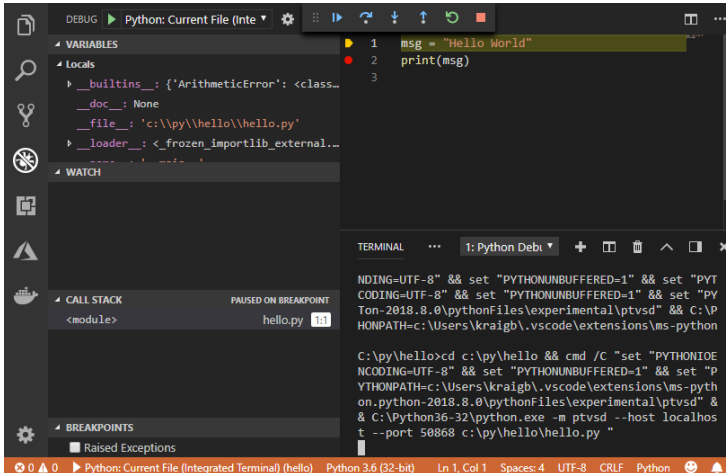 DEBUG Python: Current File (Inte
VARIABLES
Locals
__builtins__: {'ArithmeticError': <class…
__doc__: None
__file__: 'c:\\py\\hello\\hello.py'
__loader__: <_frozen_importlib_external.…
WATCH
CALL STACK PAUSED ON BREAKPOINT
<module> hello.py 1:1
BREAKPOINTS
Raised Exceptions
1 msg = "Hello World"
2 print(msg)
3
TERMINAL ••• 1: Python Debu
NDING=UTF-8" && set "PYTHONUNBUFFERED=1" && set "PYT
CODING=UTF-8" && set "PYTHONUNBUFFERED=1" && set "PY
Ton-2018.8.0\pythonFiles\experimental\ptvsd" && C:\P
HONPATH=c:\Users\kraigb\.vscode\extensions\ms-python
C:\py\hello>cd c:\py\hello && cmd /C "set "PYTHONIOE
NCODING=UTF-8" && set "PYTHONUNBUFFERED=1" && set "P
YTHONPATH=c:\Users\kraigb\.vscode\extensions\ms-pyth
on.python-2018.8.0\pythonFiles\experimental\ptvsd" &
& C:\Python36-32\python.exe -m ptvsd --host localhos
t --port 50868 c:\py\hello\hello.py "
0 0 Python: Current File (Integrated Terminal) (hello) Python 3.6 (32-bit) Ln 1, Col 1 Spaces: 4 UTF-8 CRLF Python